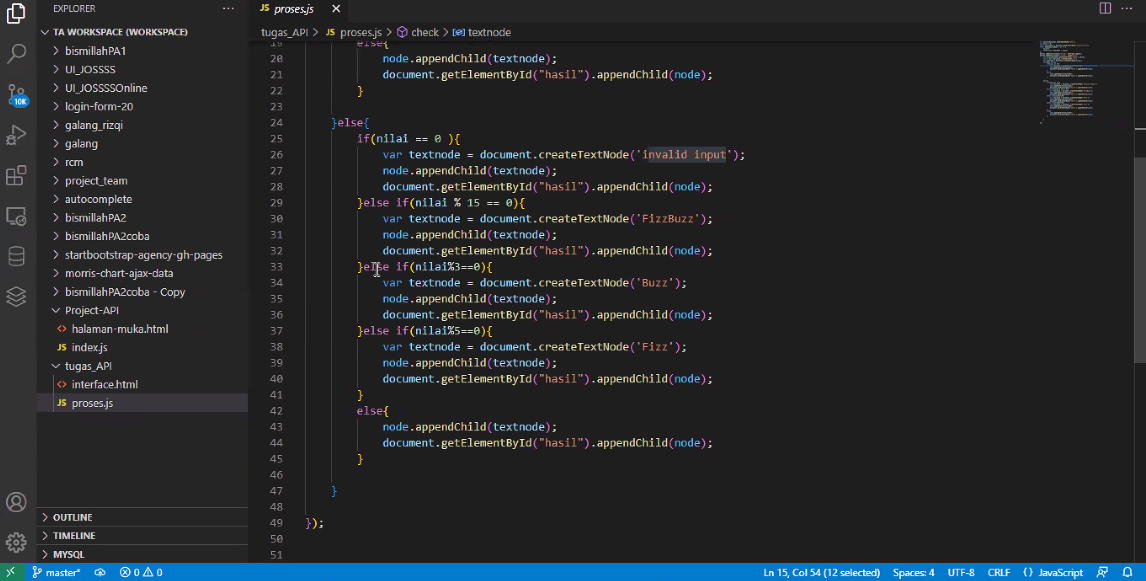 EXPLORER
TA WORKSPACE (WORKSPACE)
bismillahPA1
UI_JOSSSS
UI_JOSSSSOnline
login-form-20
galang_rizqi
galang
rcm
project_team
autocomplete
bismillahPA2
bismillahPA2coba
startbootstrap-agency-gh-pages
morris-chart-ajax-data
bismillahPA2coba - Copy
Project-API
<> halaman-muka.html
JS index.js
tugas_API
<> interface.html
JS proses.js
OUTLINE
TIMELINE
MYSQL
10K
JS proses.js
tugas_API > JS proses.js > check > textnode
19 else{
20 node.appendChild(textnode);
21 document.getElementById("hasil").appendChild(node);
22 }
23
24 }else{
25 if(nilai == 0 ){
26 var textnode = document.createTextNode('invalid input');
27 node.appendChild(textnode);
28 document.getElementById("hasil").appendChild(node);
29 }else if(nilai % 15 == 0){
30 var textnode = document.createTextNode('FizzBuzz');
31 node.appendChild(textnode);
32 document.getElementById("hasil").appendChild(node);
33 }else if(nilai%3==0){
34 var textnode = document.createTextNode('Buzz');
35 node.appendChild(textnode);
36 document.getElementById("hasil").appendChild(node);
37 }else if(nilai%5==0){
38 var textnode = document.createTextNode('Fizz');
39 node.appendChild(textnode);
40 document.getElementById("hasil").appendChild(node);
41 }
42 else{
43 node.appendChild(textnode);
44 document.getElementById("hasil").appendChild(node);
45 }
46
47 }
48
49 });
50
51
master* 0 0 Ln 15, Col 54 (12 selected) Spaces: 4 UTF-8 CRLF {} JavaScript